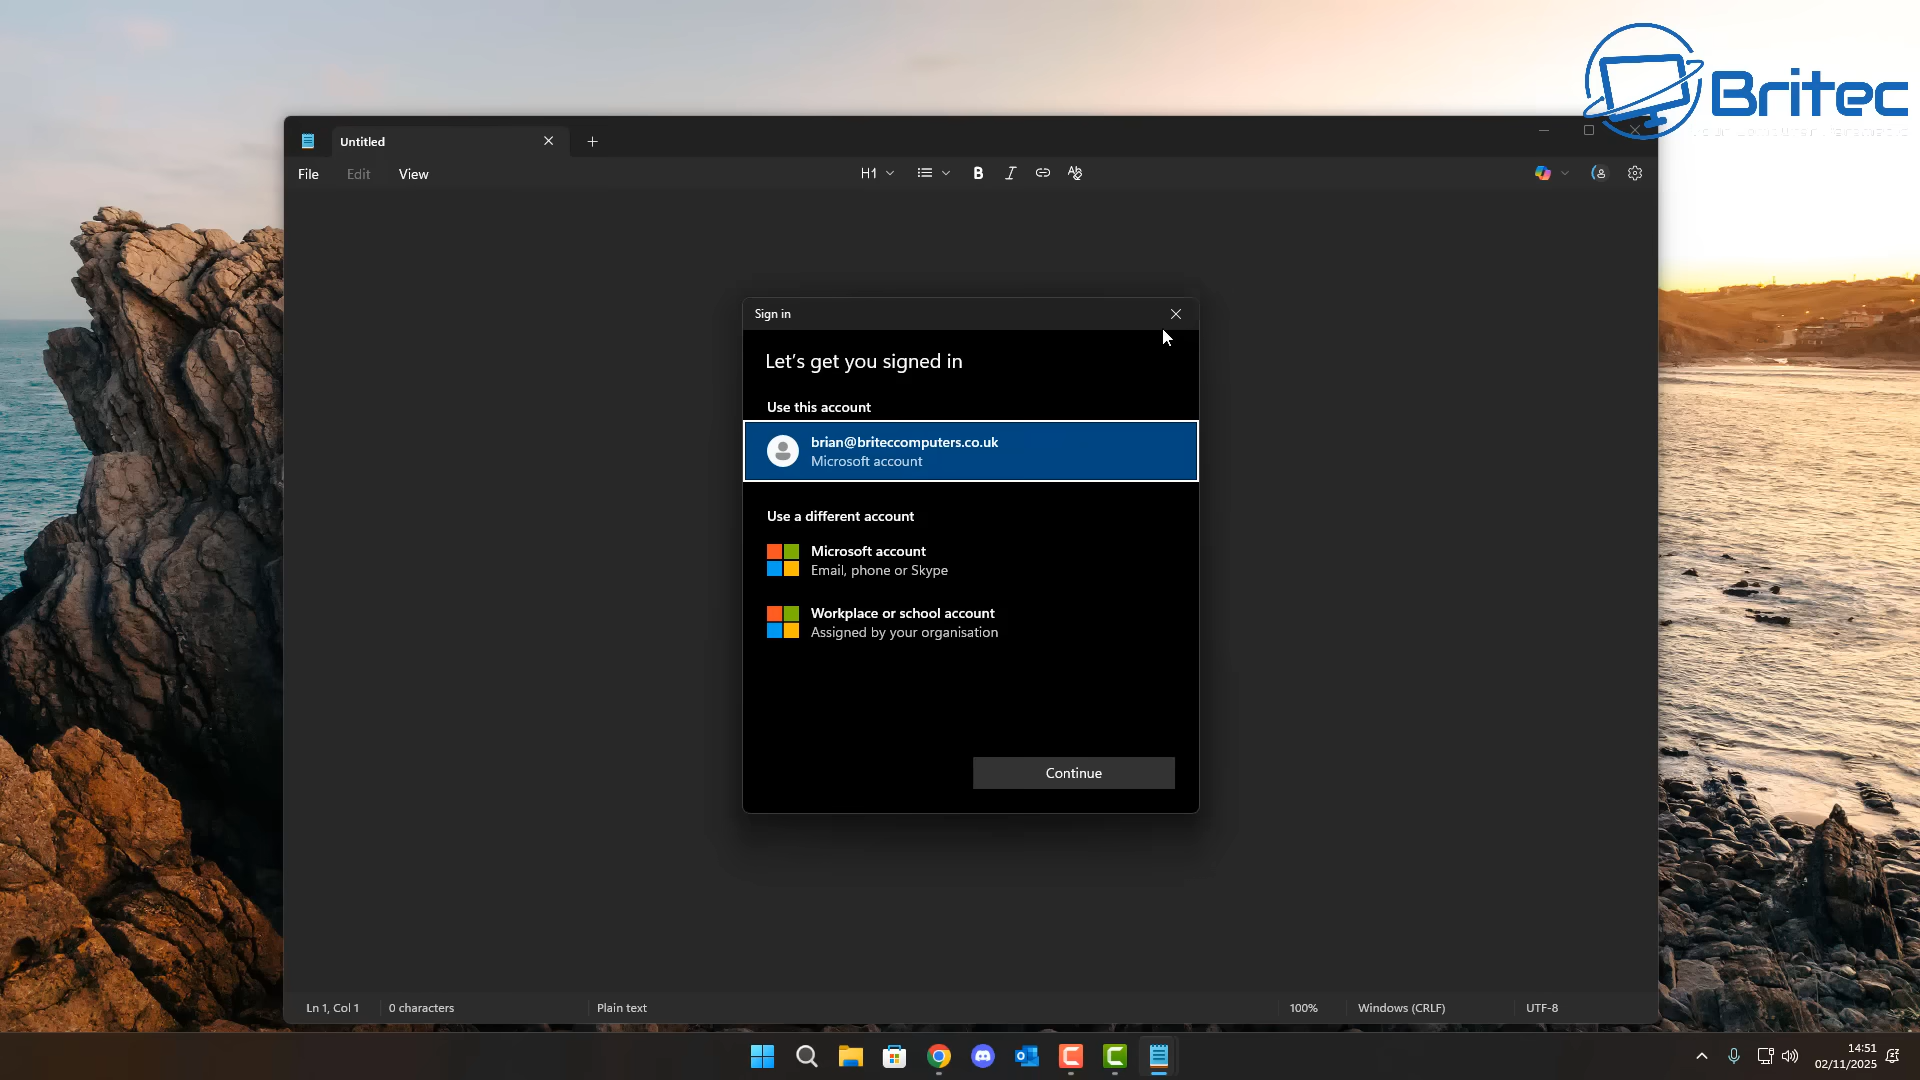 Britec
Untitled
File Edit View
H1
Sign in
Let's get you signed in
Use this account
brian@briteccomputers.co.uk
Microsoft account
Use a different account
Microsoft account
Email, phone or Skype
Workplace or school account
Assigned by your organisation
Continue
Ln 1, Col 1 0 characters Plain text 100% Windows (CRLF) UTF-8
14:51
02/11/2025